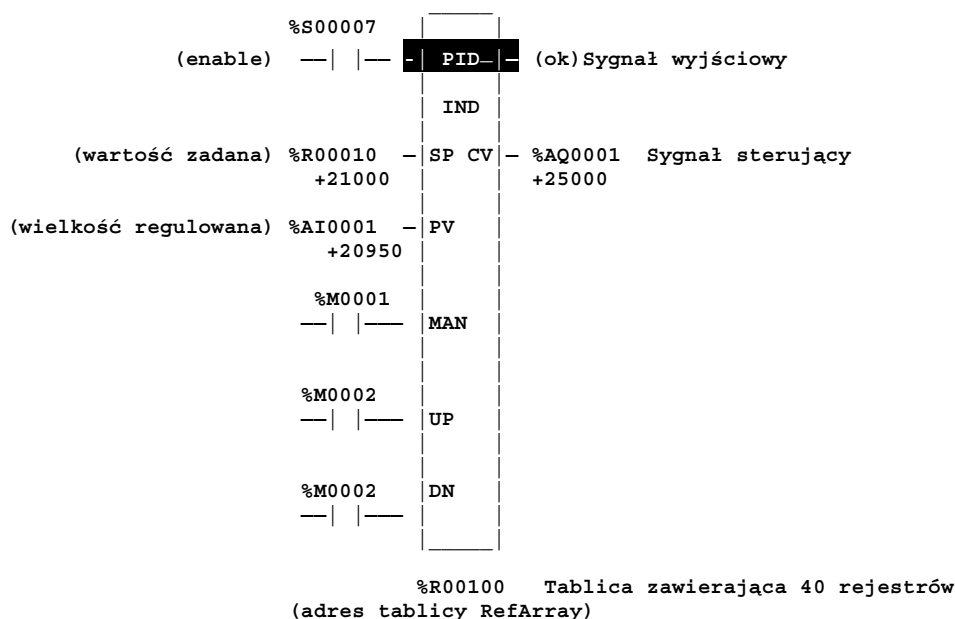 %S00007
(enable) PID (ok)Sygnał wyjściowy
IND
(wartość zadana) %R00010 SP CV %AQ0001 Sygnał sterujący
+21000 +25000
(wielkość regulowana) %AI0001 PV
+20950
%M0001
MAN
%M0002
UP
%M0002 DN
%R00100 Tablica zawierająca 40 rejestrów
(adres tablicy RefArray)